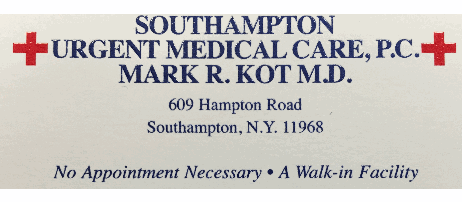 SOUTHAMPTON
URGENT MEDICAL CARE, P.C.
MARK R. KOT M.D.
609 Hampton Road
Southampton, N.Y. 11968
No Appointment Necessary • A Walk-in Facility